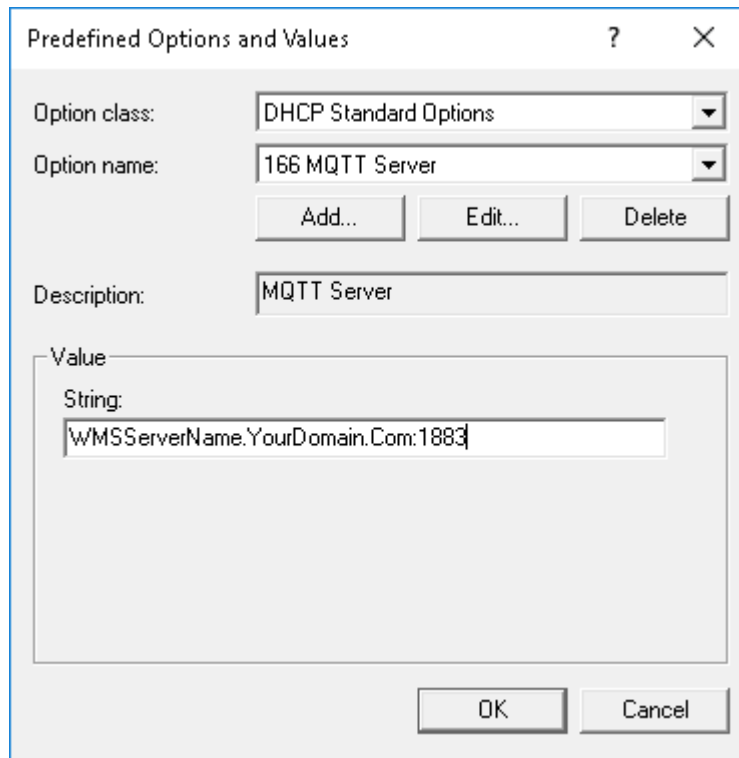 Predefined Options and Values
Option class: DHCP Standard Options
Option name: 166 MQTT Server
Add... Edit... Delete
Description: MQTT Server
Value
String:
WMSServerName.YourDomain.Com:1883
OK Cancel